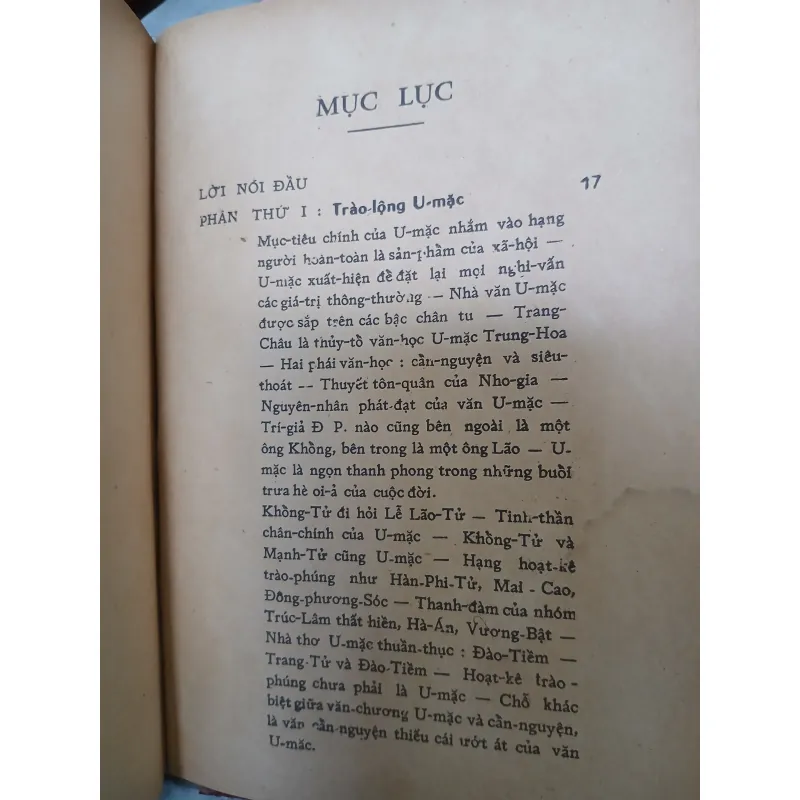 MỤC LỤC
LỜI NÓI ĐẦU
17
PHẦN THỨ I : Trào-lộng U-mặc
Mục-tiêu chính của U-mặc nhắm vào hạng
người hoàn-toàn là sản-phẩm của xã-hội —
U-mặc xuất-hiện để đặt lại mọi nghi-vấn
các giá-trị thông-thường — Nhà văn U-mặc
được sắp trên các bậc chân tu — Trang-
Châu là thủy-tổ văn-học U-mặc Trung-Hoa
— Hai phái văn-học : cần-nguyện và siêu-
thoát -- Thuyết tôn-quân của Nho-gia —
Nguyên-nhân phát-đạt của văn U-mặc —
Trí-giả Đ P. nào cũng bên ngoài là một
ông Khổng, bên trong là một ông Lão — U-
mặc là ngọn thanh phong trong những buổi
trưa hè oi-ả của cuộc đời.
Khổng-Tử đi hỏi Lễ Lão-Tử — Tinh-thần
chân-chính của U-mặc — Khổng-Tử và
Mạnh-Tử cũng U-mặc — Hạng hoạt-kê
trào-phúng như Hàn-Phi-Tử, Mai - Cao,
Đông-phương-Sóc — Thanh-đàm của nhóm
Trúc-Lâm thất hiền, Hà-Án, Vương-Bật —
Nhà thơ U-mặc thuần-thục : Đào-Tiềm —
Trang-Tử và Đào-Tiềm — Hoạt-kê trào -
phúng chưa phải là U-mặc — Chỗ khác
biệt giữa văn-chương U-mặc và cần-nguyện,
là văn cần-nguyện thiếu cái ướt át của văn
U-mặc.